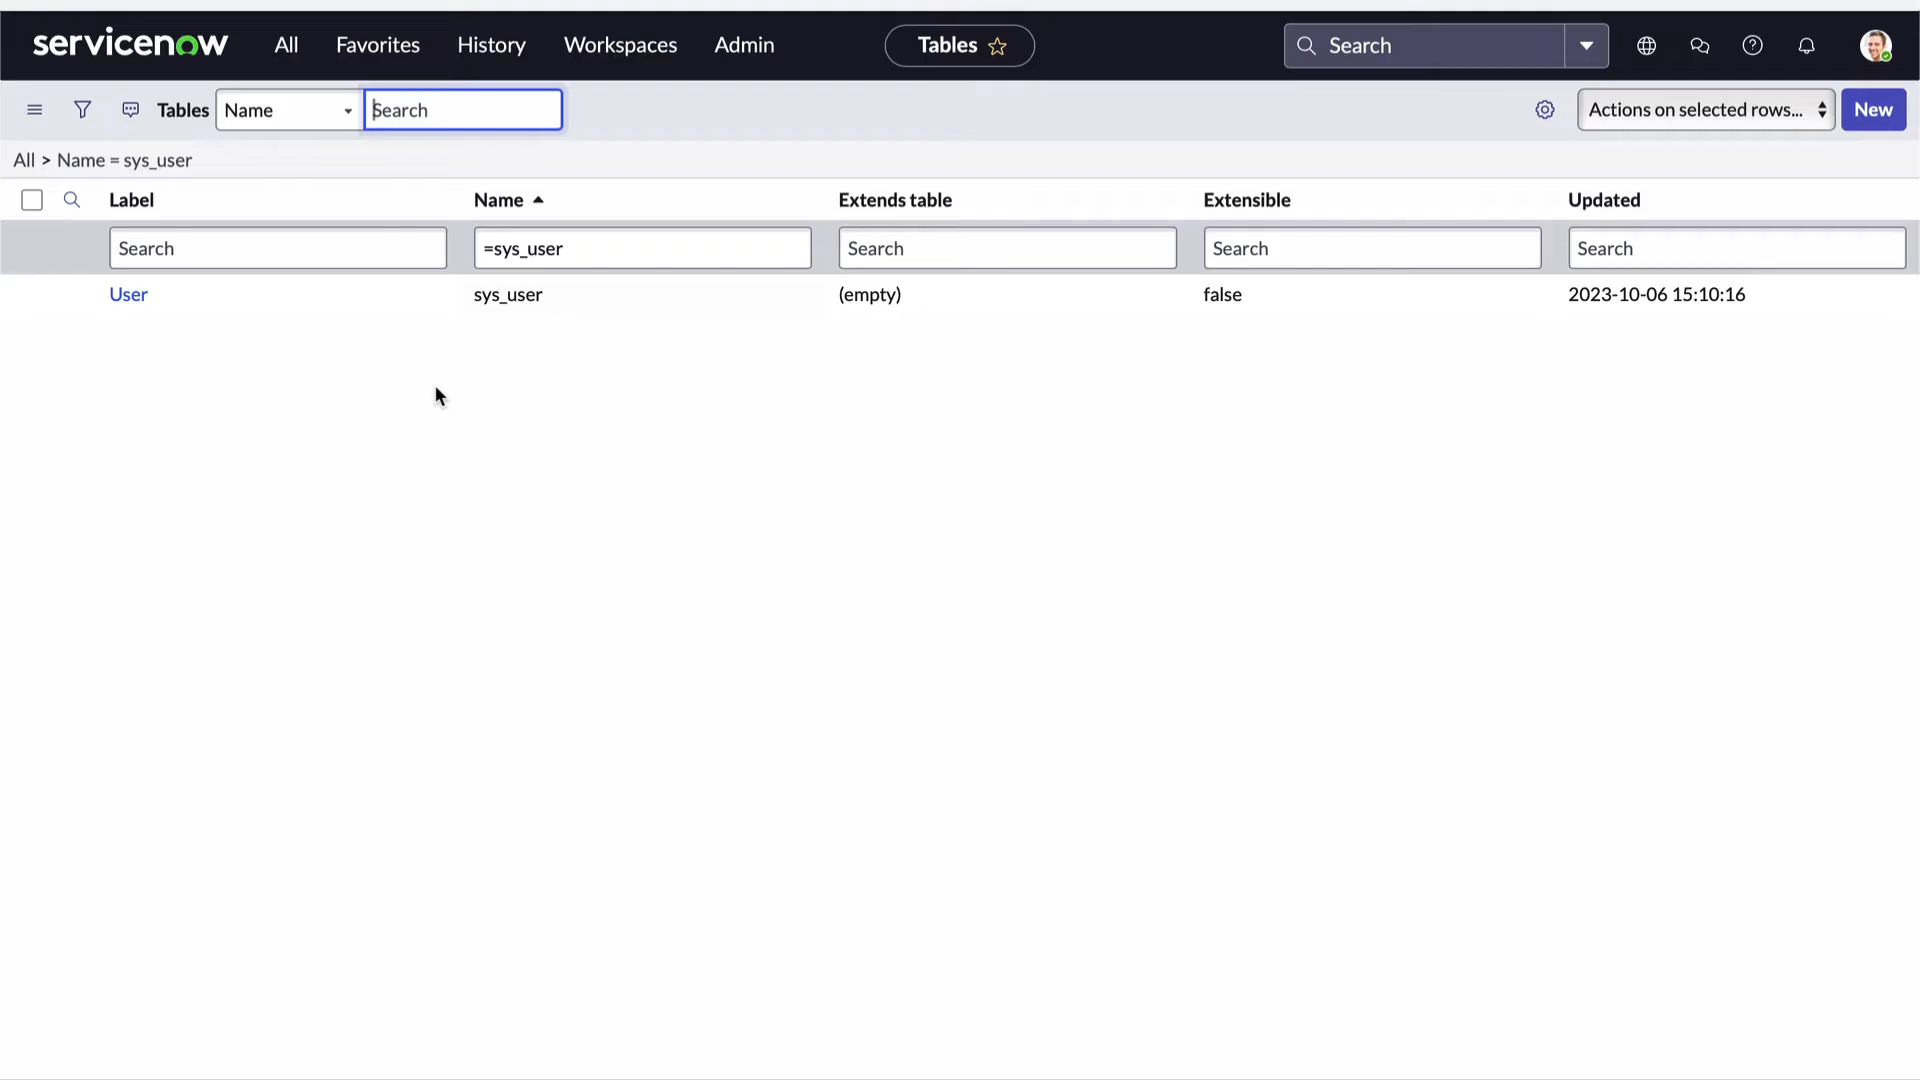 servicenow All Favorites History Workspaces Admin Tables Search
Tables Name Search Actions on selected rows... New
All > Name = sys_user
Label Name Extends table Extensible Updated
Search =sys_user Search Search Search
User sys_user (empty) false 2023-10-06 15:10:16